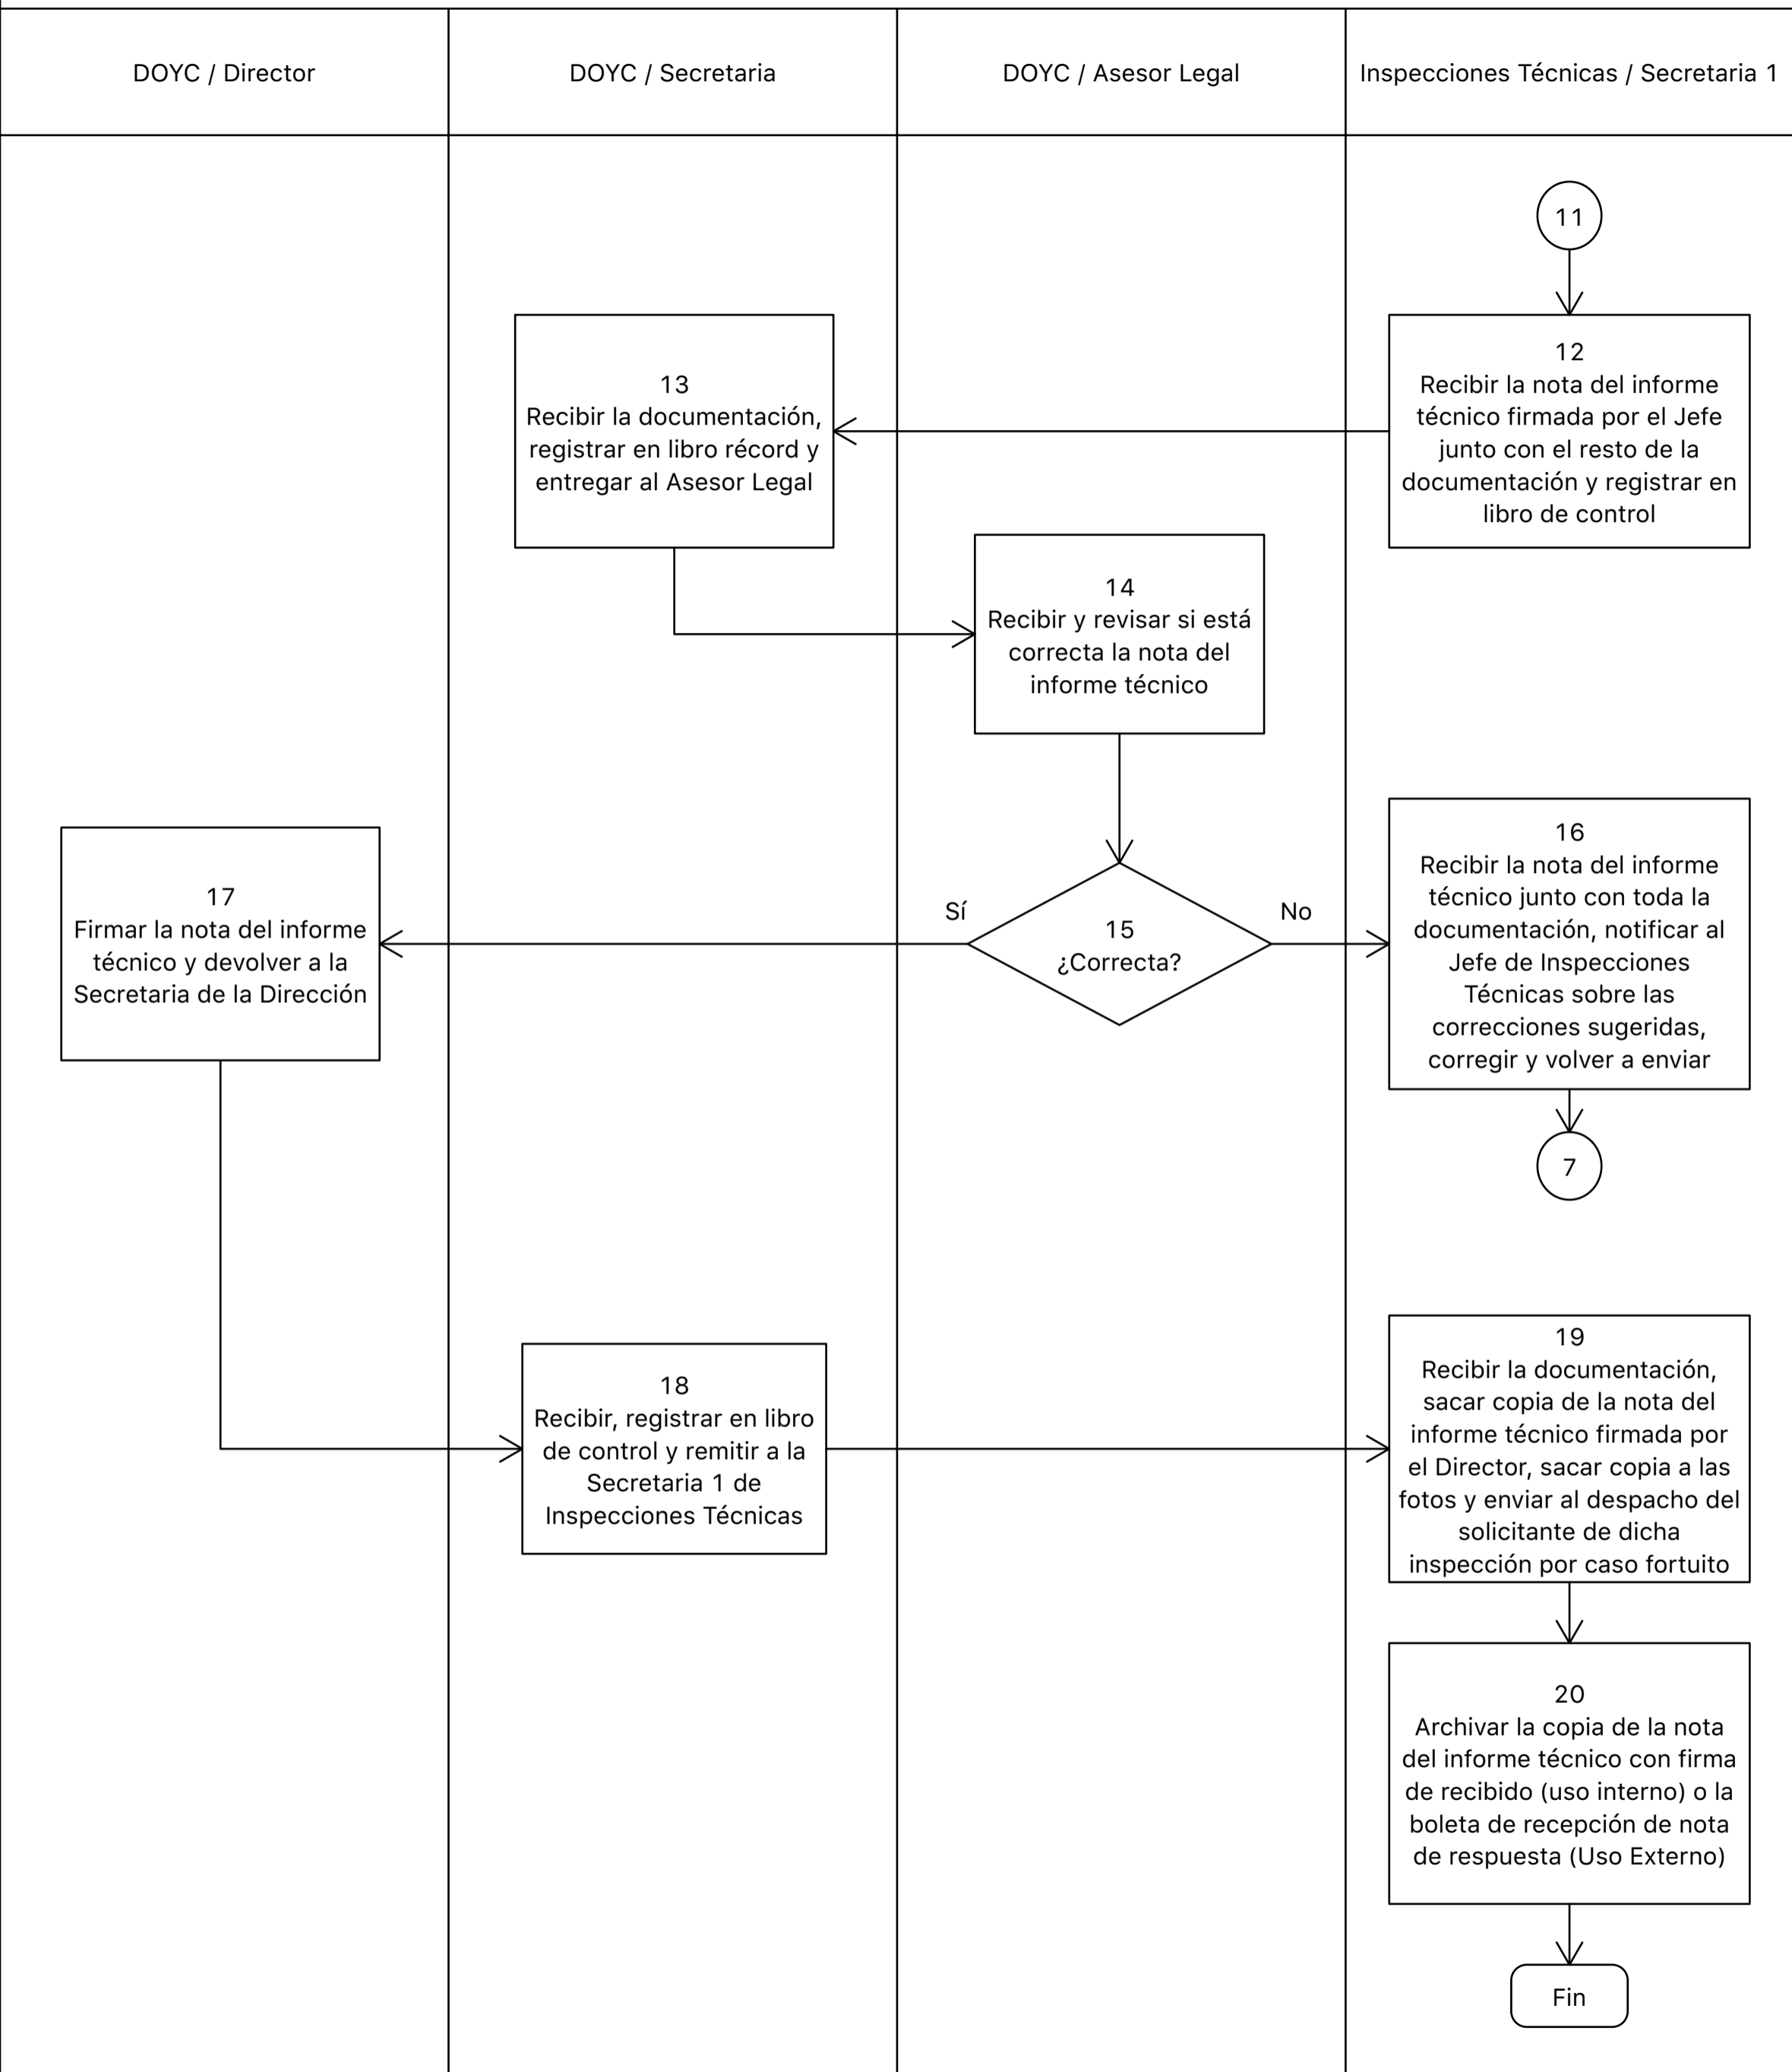 DOYC / Director
DOYC / Secretaria
DOYC / Asesor Legal
Inspecciones Técnicas / Secretaria 1
11
12
Recibir la nota del informe
técnico firmada por el Jefe
junto con el resto de la
documentación y registrar en
libro de control
13
Recibir la documentación,
registrar en libro récord y
entregar al Asesor Legal
14
Recibir y revisar si está
correcta la nota del
informe técnico
15
¿Correcta?
Sí
No
16
Recibir la nota del informe
técnico junto con toda la
documentación, notificar al
Jefe de Inspecciones
Técnicas sobre las
correcciones sugeridas,
corregir y volver a enviar
7
17
Firmar la nota del informe
técnico y devolver a la
Secretaria de la Dirección
18
Recibir, registrar en libro
de control y remitir a la
Secretaria 1 de
Inspecciones Técnicas
19
Recibir la documentación,
sacar copia de la nota del
informe técnico firmada por
el Director, sacar copia a las
fotos y enviar al despacho del
solicitante de dicha
inspección por caso fortuito
20
Archivar la copia de la nota
del informe técnico con firma
de recibido (uso interno) o la
boleta de recepción de nota
de respuesta (Uso Externo)
Fin